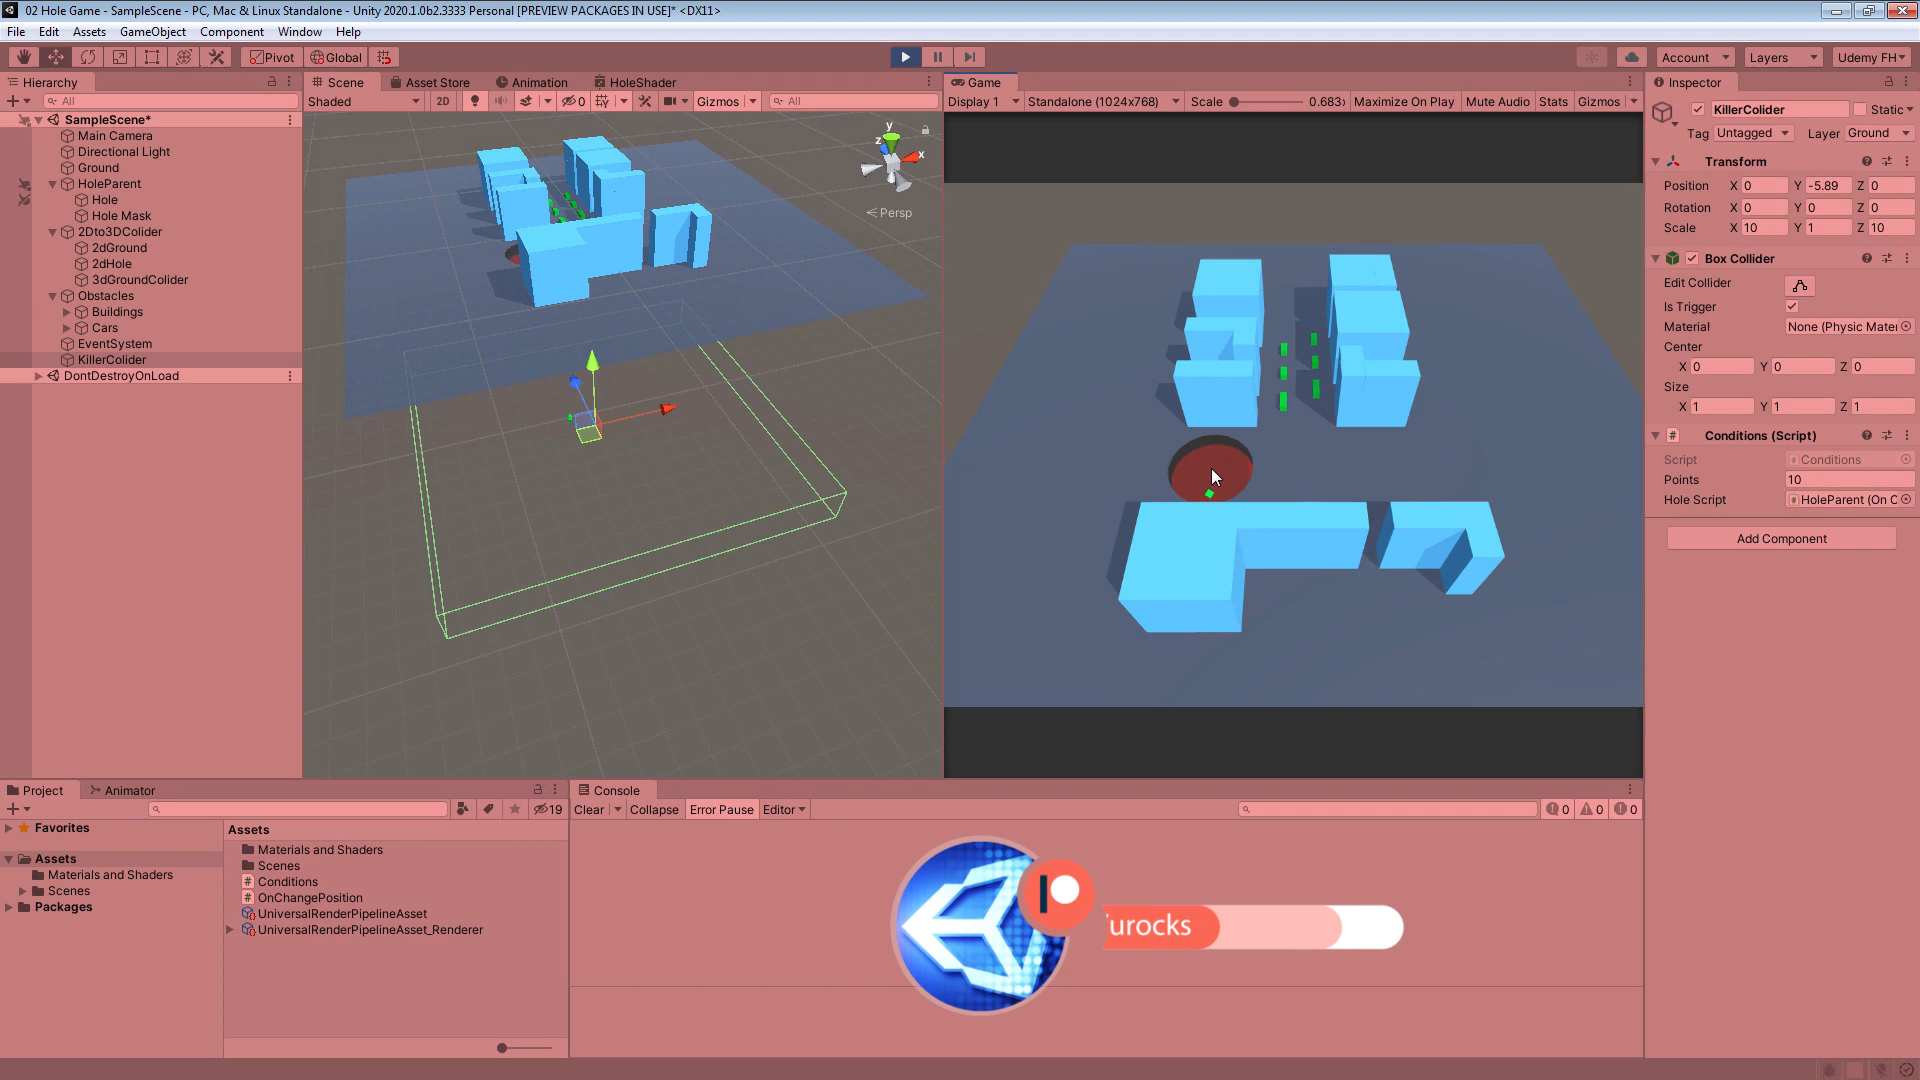 02 Hole Game - SampleScene - PC, Mac & Linux Standalone - Unity 2020.1.0b2.3333 Personal [PREVIEW PACKAGES IN USE]* <DX11>
File Edit Assets GameObject Component Window Help
Pivot Global Account Layers Udemy FH
Hierarchy
All
SampleScene*
Main Camera
Directional Light
Ground
HoleParent
Hole
Hole Mask
2Dto3DColider
2dGround
2dHole
3dGroundColider
Obstacles
Buildings
Cars
EventSystem
KillerColider
DontDestroyOnLoad
Scene Asset Store Animation HoleShader
Shaded 2D 0 Gizmos All
y
z
x
Persp
Game
Display 1 Standalone (1024x768) Scale 0.683 Maximize On Play Mute Audio Stats Gizmos
Inspector
KillerColider Static
Tag Untagged Layer Ground
Transform
Position X 0 Y -5.89 Z 0
Rotation X 0 Y 0 Z 0
Scale X 10 Y 1 Z 10
Box Collider
Edit Collider
Is Trigger
Material None (Physic Mater
Center
X 0 Y 0 Z 0
Size
X 1 Y 1 Z 1
Conditions (Script)
Script Conditions
Points 10
Hole Script HoleParent (On C
Add Component
Project Animator
19
Favorites
Assets
Materials and Shaders
Scenes
Packages
Assets
Materials and Shaders
Scenes
Conditions
OnChangePosition
UniversalRenderPipelineAsset
UniversalRenderPipelineAsset_Renderer
Console
Clear Collapse Error Pause Editor 0 0 0
urocks